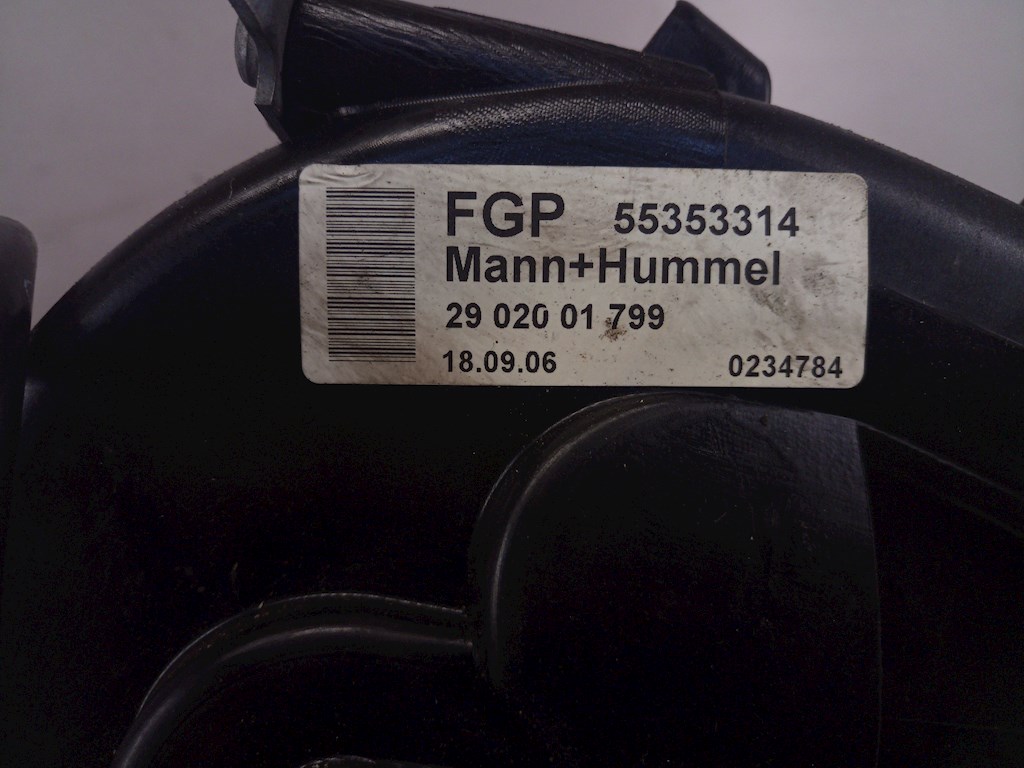 FGP 55353314
Mann+Hummel
29 020 01 799
18.09.06 0234784